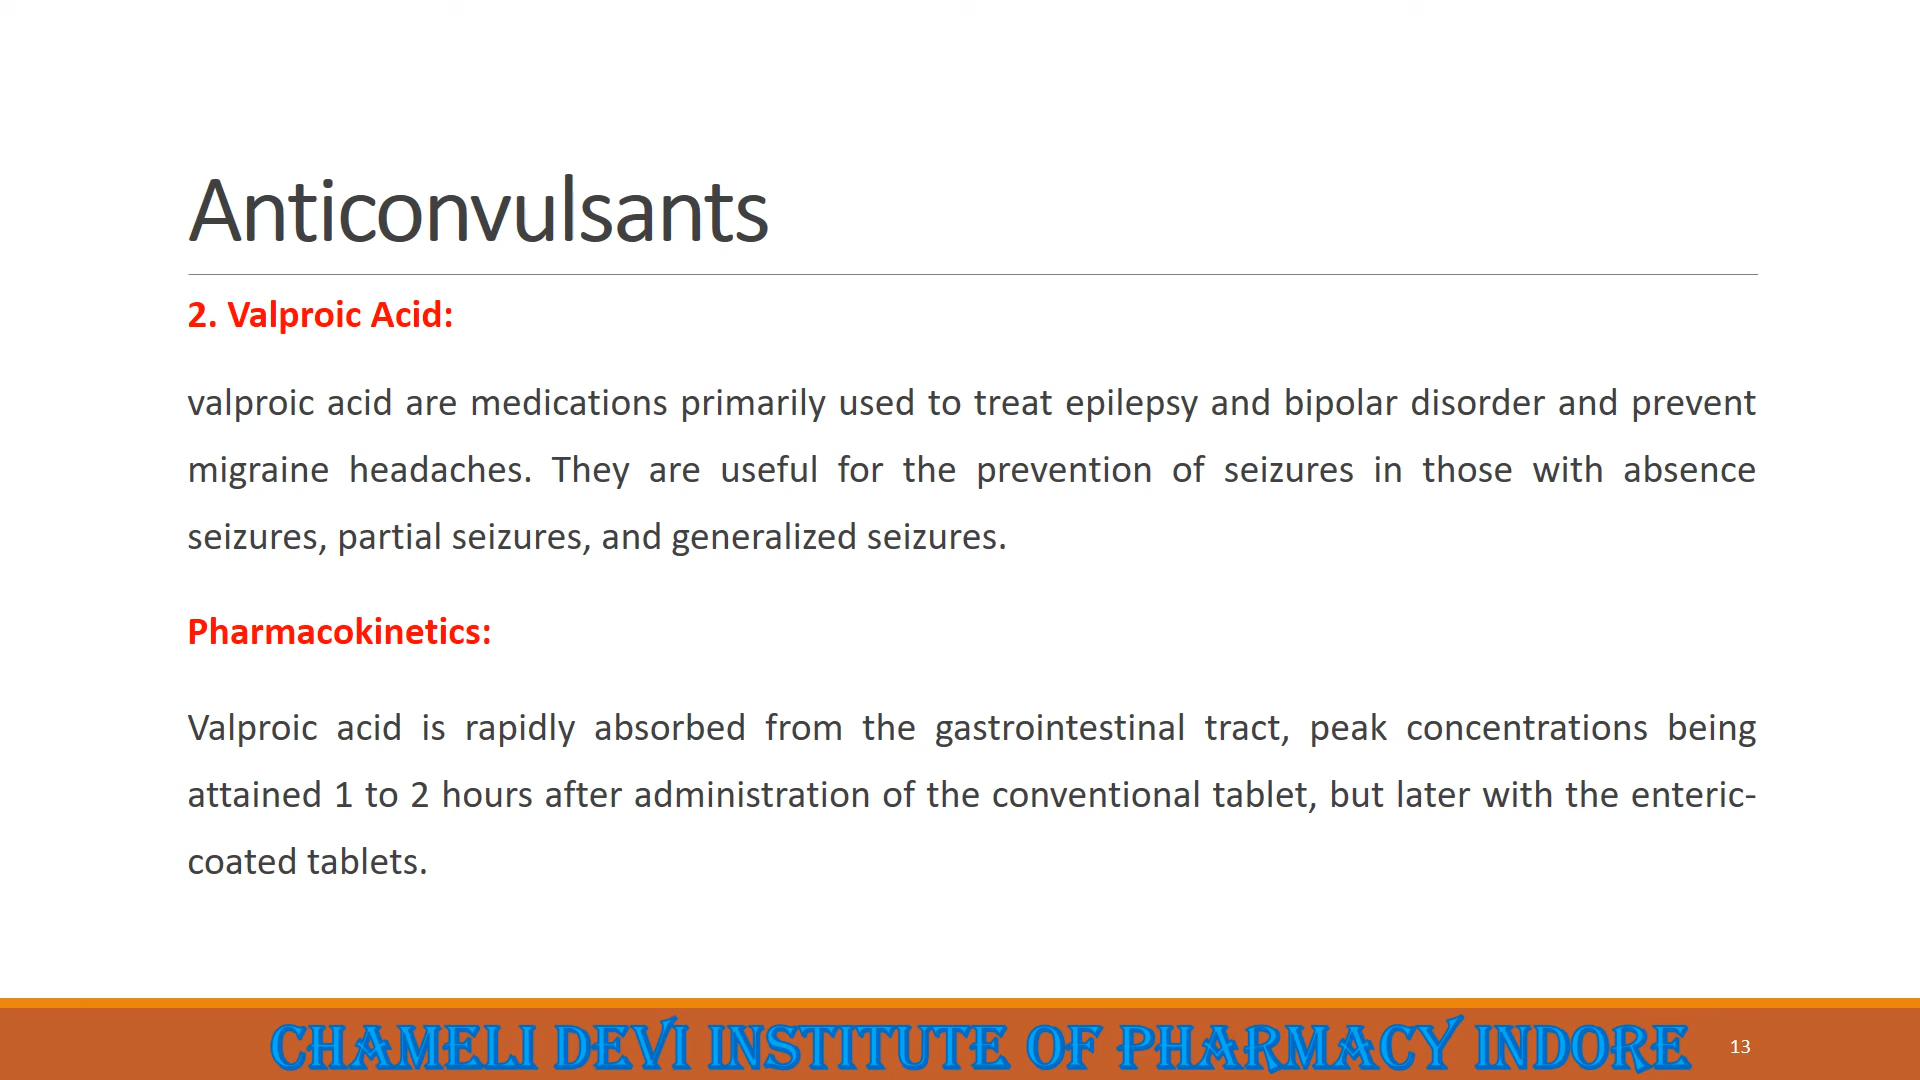 Anticonvulsants
2. Valproic Acid:
valproic acid are medications primarily used to treat epilepsy and bipolar disorder and prevent
migraine headaches. They are useful for the prevention of seizures in those with absence
seizures, partial seizures, and generalized seizures.
Pharmacokinetics:
Valproic acid is rapidly absorbed from the gastrointestinal tract, peak concentrations being
attained 1 to 2 hours after administration of the conventional tablet, but later with the enteric-
coated tablets.
CHAMELI DEVI INSTITUTE OF PHARMACY INDORE
13